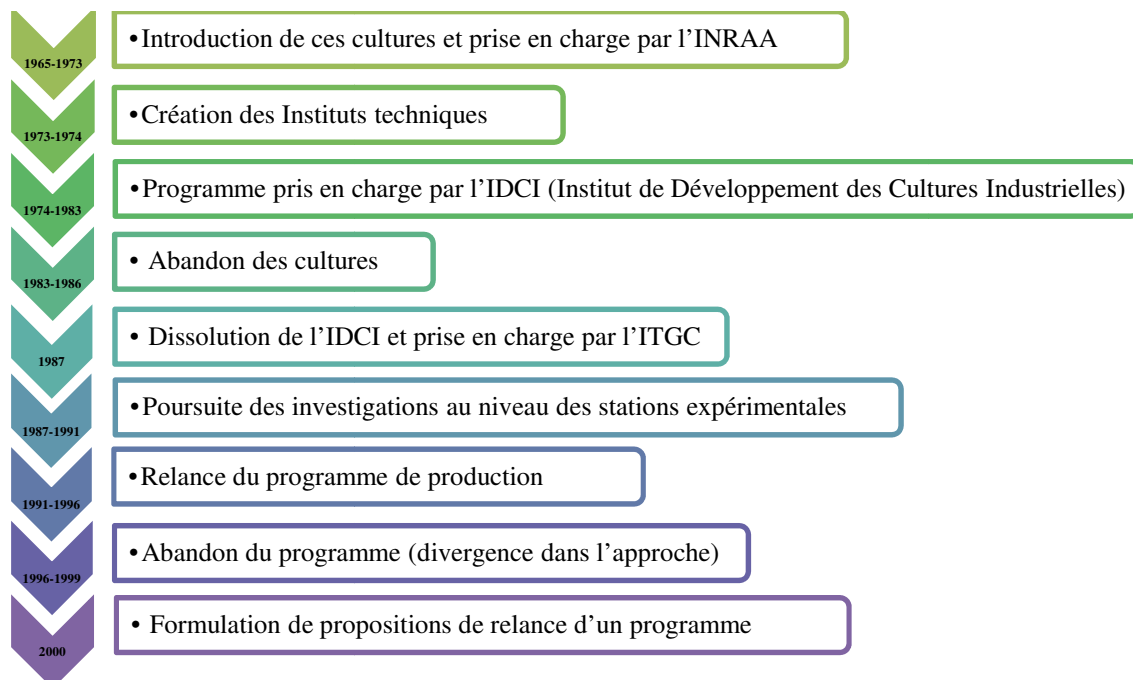 1965-1973
•Introduction de ces cultures et prise en charge par l’INRAA
1973-1974
•Création des Instituts techniques
1974-1983
•Programme pris en charge par l’IDCI (Institut de Développement des Cultures Industrielles)
1983-1986
• Abandon des cultures
1987
• Dissolution de l’IDCI et prise en charge par l’ITGC
1987-1991
•Poursuite des investigations au niveau des stations expérimentales
1991-1996
•Relance du programme de production
1996-1999
•Abandon du programme (divergence dans l’approche)
2000
• Formulation de propositions de relance d’un programme